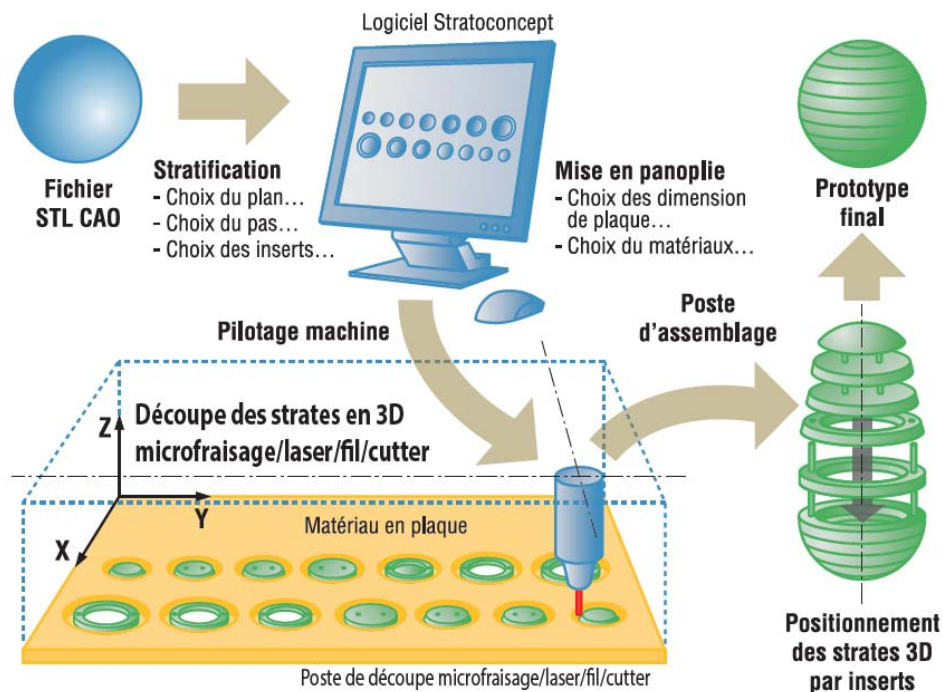 Logiciel Stratoconcept
Fichier
STL CAO
Stratification
- Choix du plan...
- Choix du pas...
- Choix des inserts...
Mise en panoplie
- Choix des dimension
de plaque...
- Choix du matériaux...
Prototype
final
Pilotage machine
Poste
d'assemblage
Découpe des strates en 3D
microfraisage/laser/fil/cutter
Z
Y
X
Matériau en plaque
Poste de découpe microfraisage/laser/fil/cutter
Positionnement
des strates 3D
par inserts